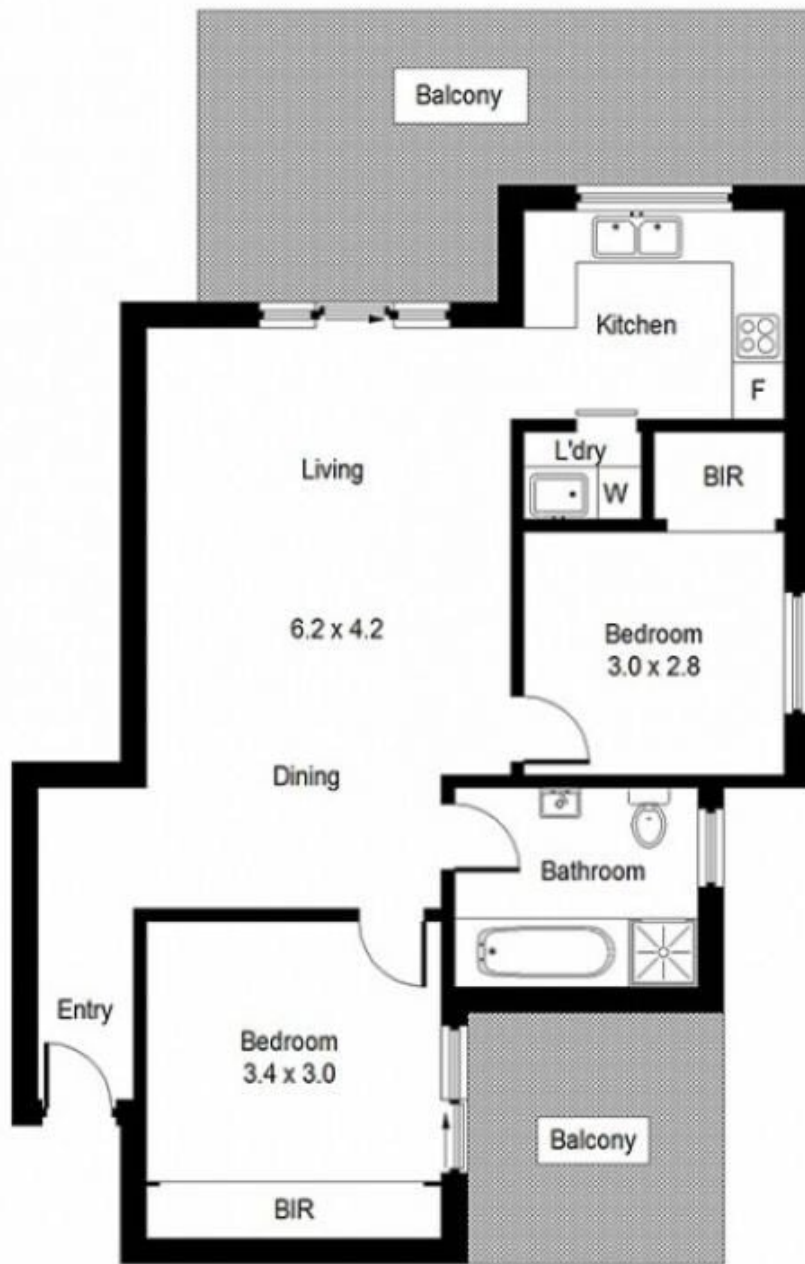 Balcony
Kitchen
F
Living
L'dry
W
BIR
6.2 x 4.2
Bedroom
3.0 x 2.8
Dining
Bathroom
Entry
Bedroom
3.4 x 3.0
Balcony
BIR